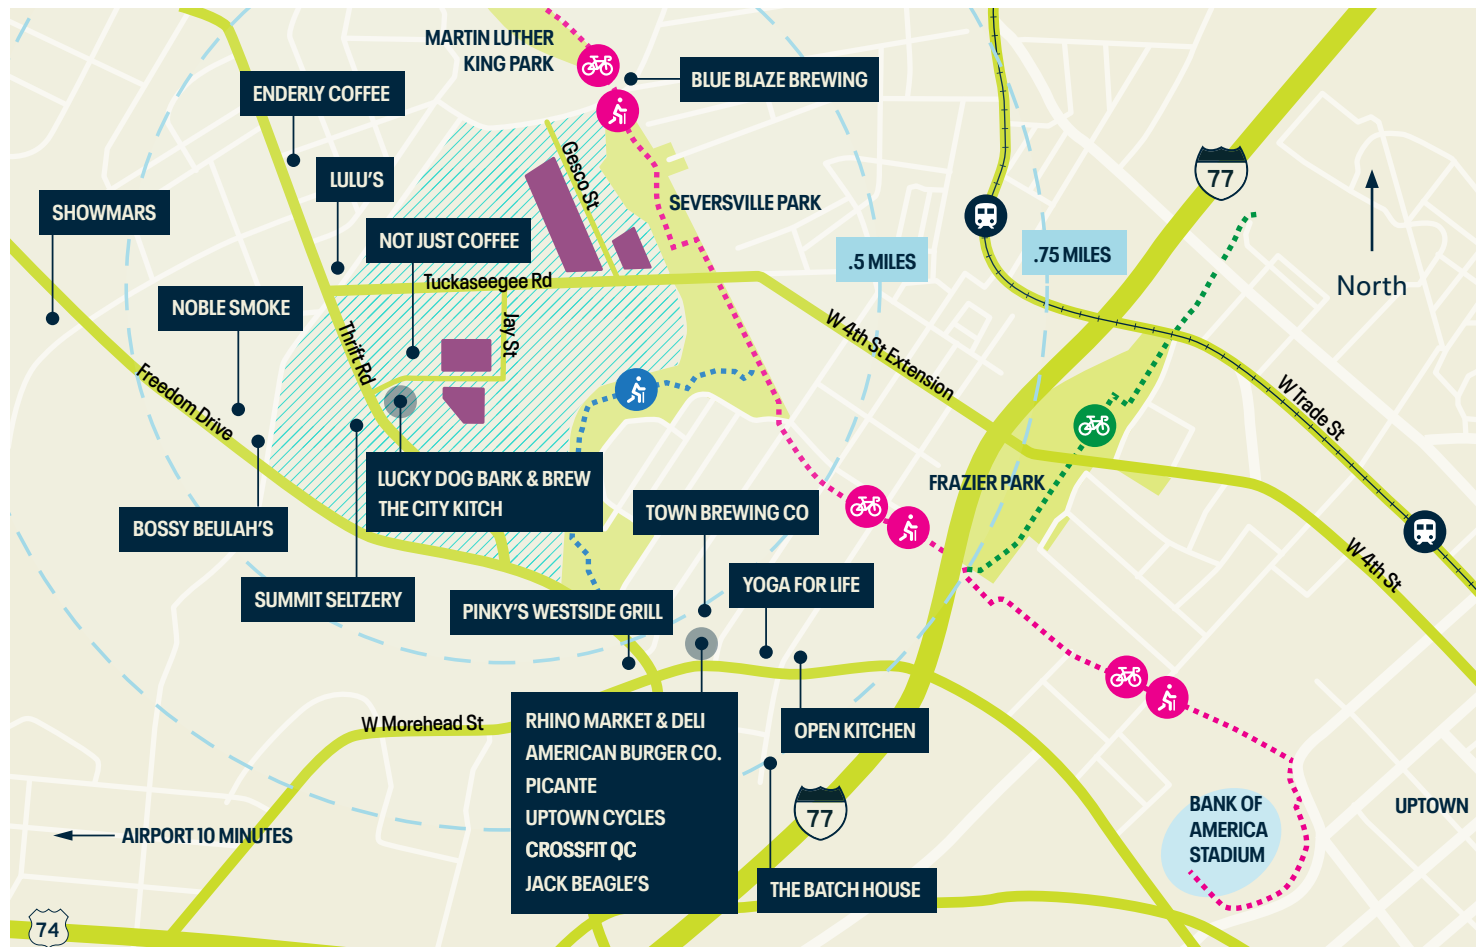 MARTIN LUTHER
KING PARK
BLUE BLAZE BREWING
ENDERLY COFFEE
LULU'S
Gesco St
77
SHOWMARS
SEVERSVILLE PARK
NOT JUST COFFEE
.5 MILES
.75 MILES
North
Tuckaseegee Rd
NOBLE SMOKE
Thrift Rd
Jay St
W 4th St Extension
Freedom Drive
W Trade St
LUCKY DOG BARK & BREW
THE CITY KITCH
FRAZIER PARK
BOSSY BEULAH'S
TOWN BREWING CO
W 4th St
SUMMIT SELTZERY
PINKY'S WESTSIDE GRILL
YOGA FOR LIFE
W Morehead St
RHINO MARKET & DELI
AMERICAN BURGER CO.
PICANTE
UPTOWN CYCLES
CROSSFIT QC
JACK BEAGLE'S
OPEN KITCHEN
77
BANK OF
AMERICA
STADIUM
UPTOWN
AIRPORT 10 MINUTES
THE BATCH HOUSE
74